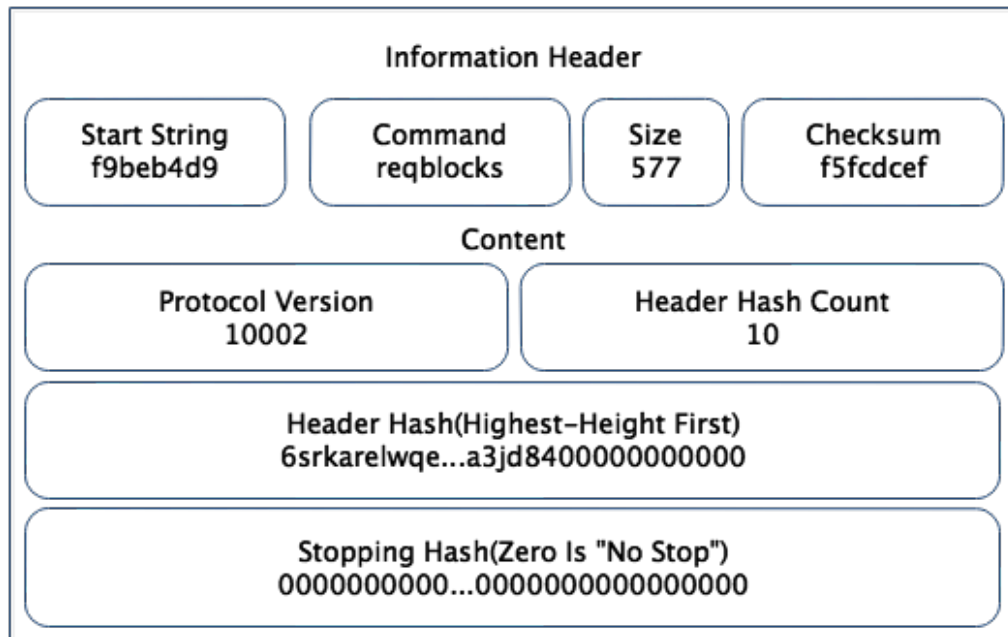 Information Header
Start String
f9beb4d9
Command
reqblocks
Size
577
Checksum
f5fcdcef
Content
Protocol Version
10002
Header Hash Count
10
Header Hash(Highest-Height First)
6srkarelwqe...a3jd8400000000000
Stopping Hash(Zero Is "No Stop")
0000000000...0000000000000000